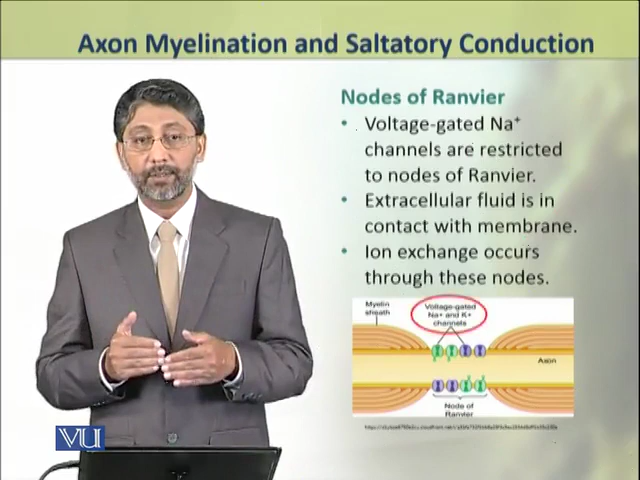 Axon Myelination and Saltatory Conduction
Nodes of Ranvier
• Voltage-gated Na⁺
channels are restricted
to nodes of Ranvier.
• Extracellular fluid is in
contact with membrane.
• Ion exchange occurs
through these nodes.
Myelin
sheath
Voltage-gated
Na+ and K+
channels
Axon
Node of
Ranvier
VU